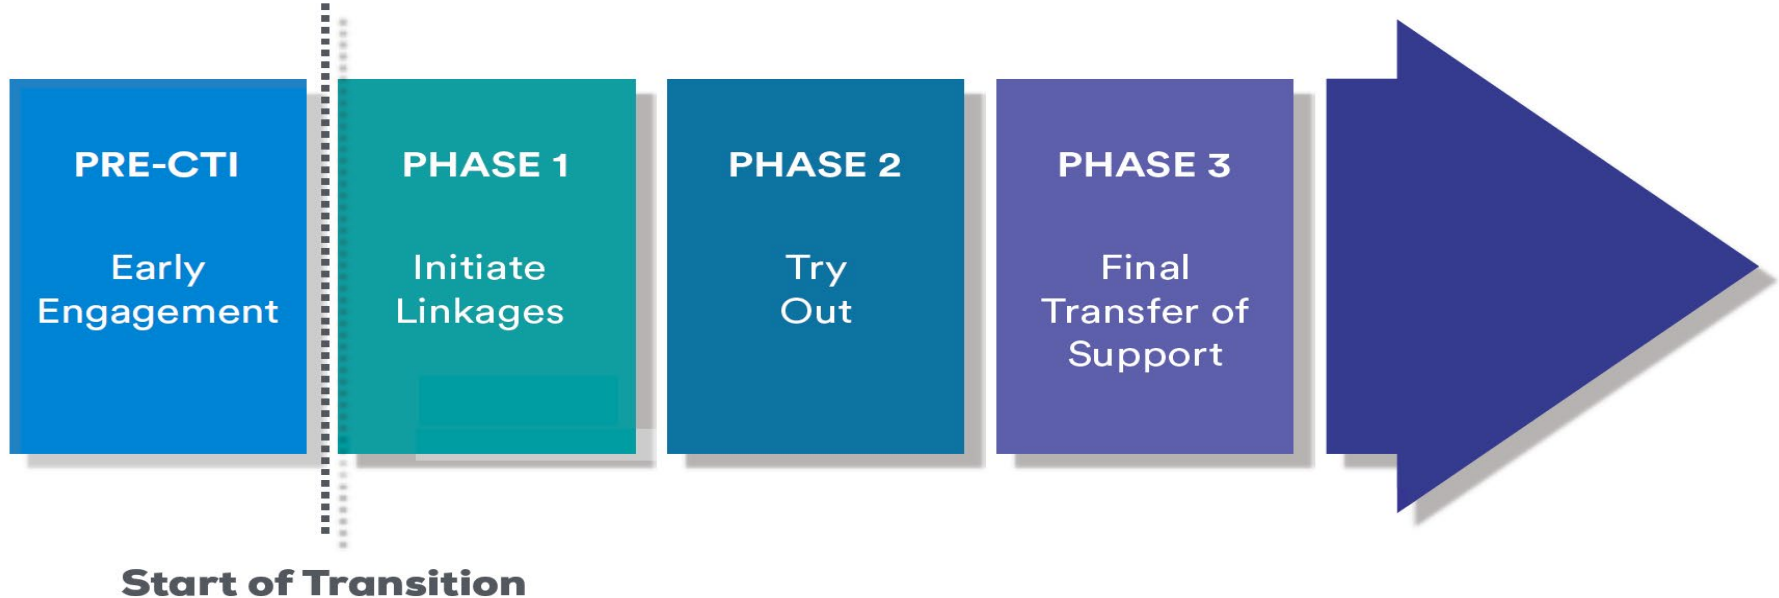 PRE-CTI
Early
Engagement
PHASE 1
Initiate
Linkages
PHASE 2
Try
Out
PHASE 3
Final
Transfer of
Support
Start of Transition